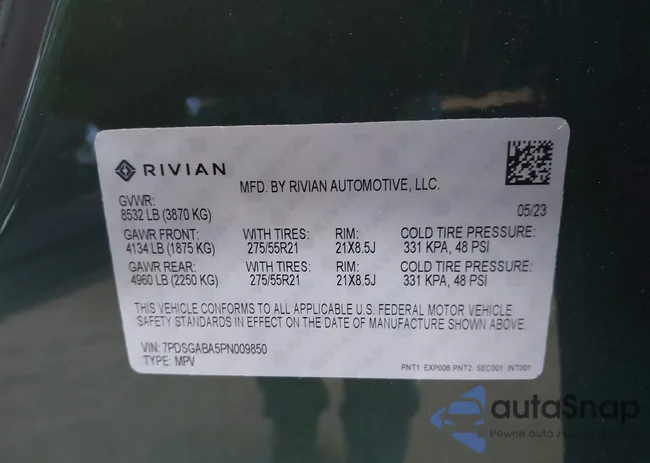 RIVIAN
MFD. BY RIVIAN AUTOMOTIVE, LLC.
GVWR:
8532 LB (3870 KG)
05/23
GAWR FRONT: WITH TIRES: RIM: COLD TIRE PRESSURE:
4134 LB (1875 KG) 275/55R21 21X8.5J 331 KPA, 48 PSI
GAWR REAR: WITH TIRES: RIM: COLD TIRE PRESSURE:
4960 LB (2250 KG) 275/55R21 21X8.5J 331 KPA, 48 PSI
THIS VEHICLE CONFORMS TO ALL APPLICABLE U.S. FEDERAL MOTOR VEHICLE
SAFETY STANDARDS IN EFFECT ON THE DATE OF MANUFACTURE SHOWN ABOVE.
VIN: 7PDSGABA5PN009850
TYPE: MPV
PNT1: EXP006 PNT2: SEC001 INT001
autaSnap
Pewne auto z